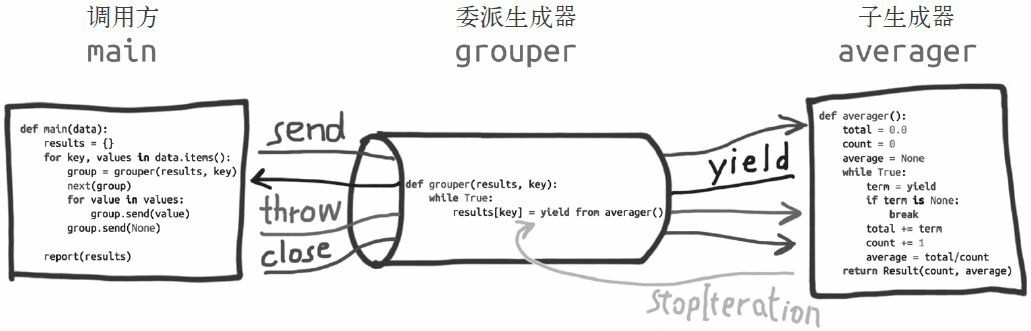 调用方
main
委派生成器
grouper
子生成器
averager
def main(data):
    results = {}
    for key, values in data.items():
        group = grouper(results, key)
        next(group)
        for value in values:
            group.send(value)
        group.send(None)

    report(results)
send
throw
close
def grouper(results, key):
    while True:
        results[key] = yield from averager()
yield
StopIteration
def averager():
    total = 0.0
    count = 0
    average = None
    while True:
        term = yield
        if term is None:
            break
        total += term
        count += 1
        average = total/count
    return Result(count, average)